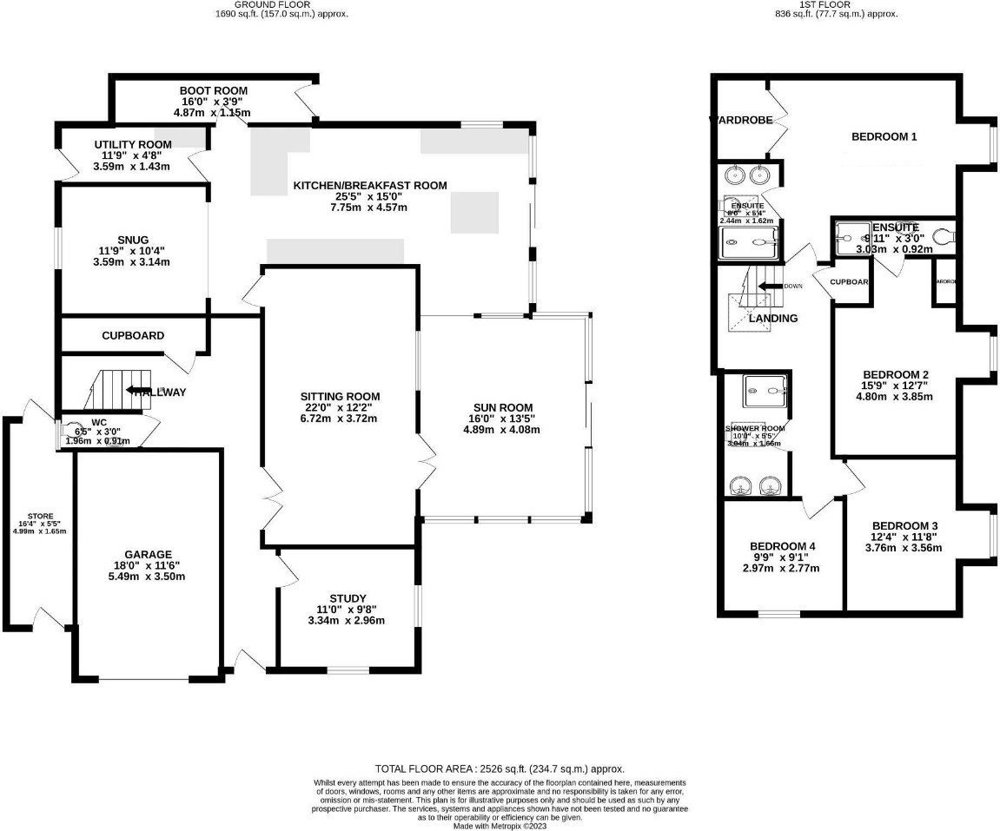 GROUND FLOOR
1690 sq.ft. (157.0 sq.m.) approx.
1ST FLOOR
836 sq.ft. (77.7 sq.m.) approx.
BOOT ROOM
16'0" x 3'9"
4.87m x 1.15m
UTILITY ROOM
11'9" x 4'8"
3.59m x 1.43m
KITCHEN/BREAKFAST ROOM
25'5" x 15'0"
7.75m x 4.57m
SNUG
11'9" x 10'4"
3.59m x 3.14m
CUPBOARD
HALLWAY
WC
6'5" x 3'0"
1.96m x 0.91m
SITTING ROOM
22'0" x 12'2"
6.72m x 3.72m
SUN ROOM
16'0" x 13'5"
4.89m x 4.08m
STORE
16'4" x 5'5"
4.99m x 1.65m
GARAGE
18'0" x 11'6"
5.49m x 3.50m
STUDY
11'0" x 9'8"
3.34m x 2.96m
WARDROBE
BEDROOM 1
ENSUITE
8'0" x 5'4"
2.44m x 1.62m
ENSUITE
9'11" x 3'0"
3.03m x 0.92m
DOWN
CUPBOAR
ARDROI
LANDING
BEDROOM 2
15'9" x 12'7"
4.80m x 3.85m
SHOWER ROOM
10'0" x 5'5"
3.04m x 1.66m
BEDROOM 3
12'4" x 11'8"
3.76m x 3.56m
BEDROOM 4
9'9" x 9'1"
2.97m x 2.77m
TOTAL FLOOR AREA : 2526 sq.ft. (234.7 sq.m.) approx.
Whilst every attempt has been made to ensure the accuracy of the floorplan contained here, measurements
of doors, windows, rooms and any other items are approximate and no responsibility is taken for any error,
omission or mis-statement. This plan is for illustrative purposes only and should be used as such by any
prospective purchaser. The services, systems and appliances shown have not been tested and no guarantee
as to their operability or efficiency can be given.
Made with Metropix ©2023